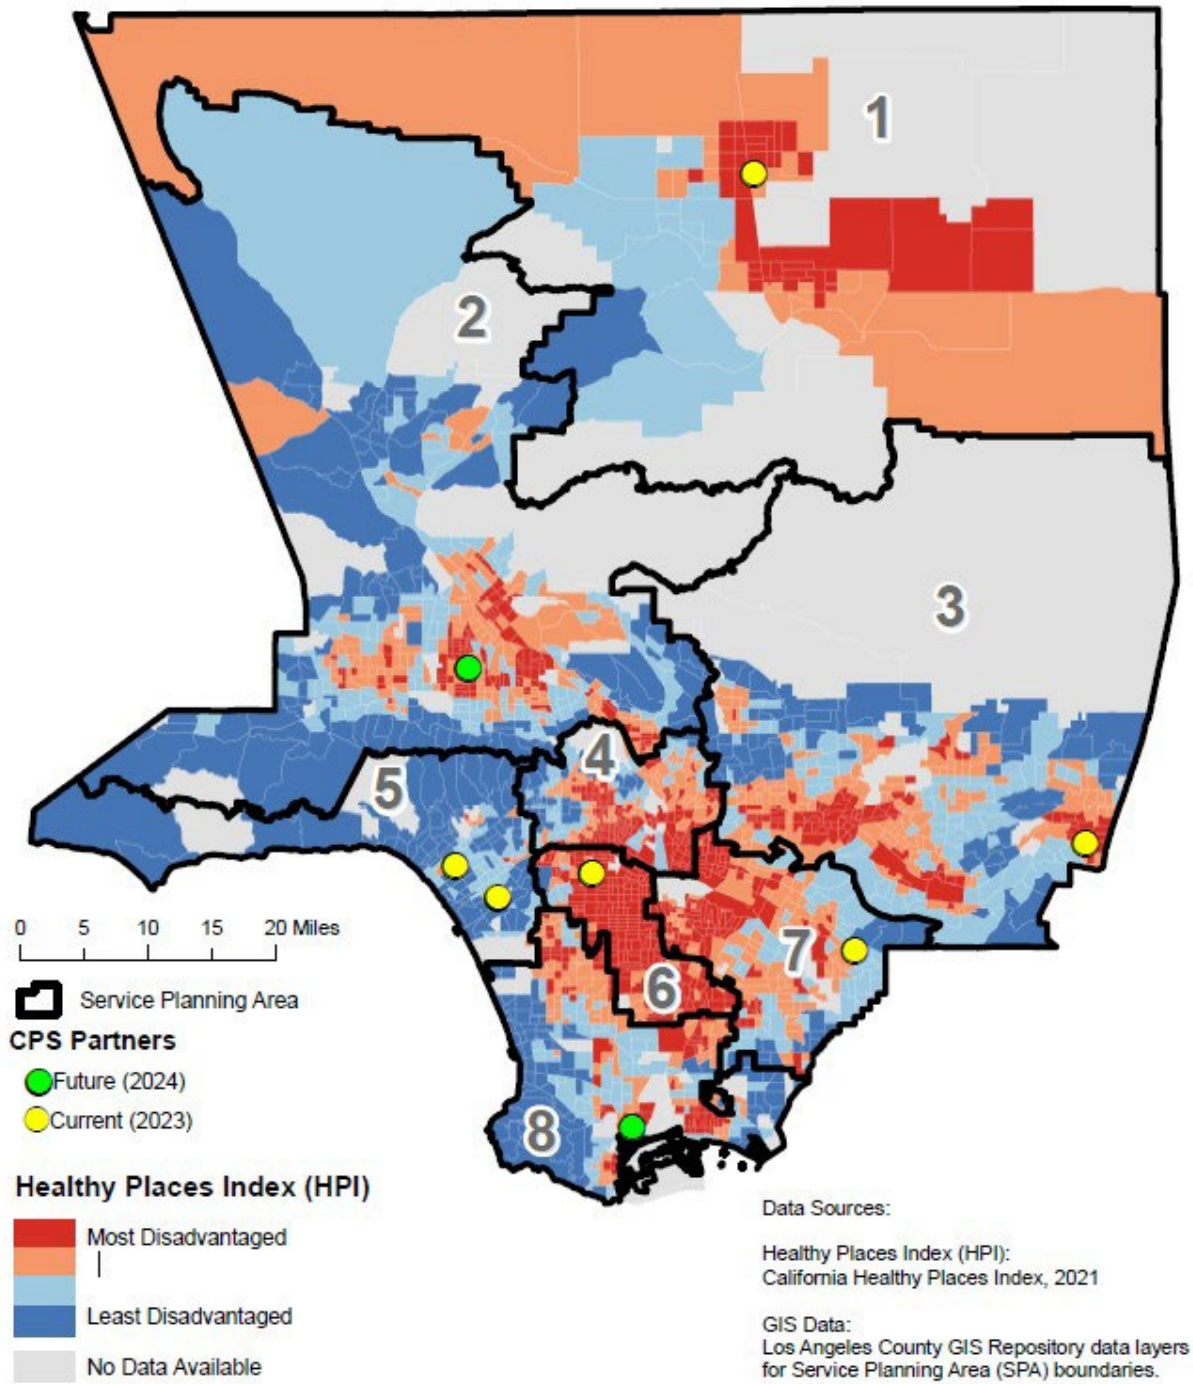 1
2
3
4
5
6
7
8
0 5 10 15 20 Miles
Service Planning Area
CPS Partners
Future (2024)
Current (2023)
Healthy Places Index (HPI)
Most Disadvantaged
Least Disadvantaged
No Data Available
Data Sources:
Healthy Places Index (HPI):
California Healthy Places Index, 2021
GIS Data:
Los Angeles County GIS Repository data layers
for Service Planning Area (SPA) boundaries.